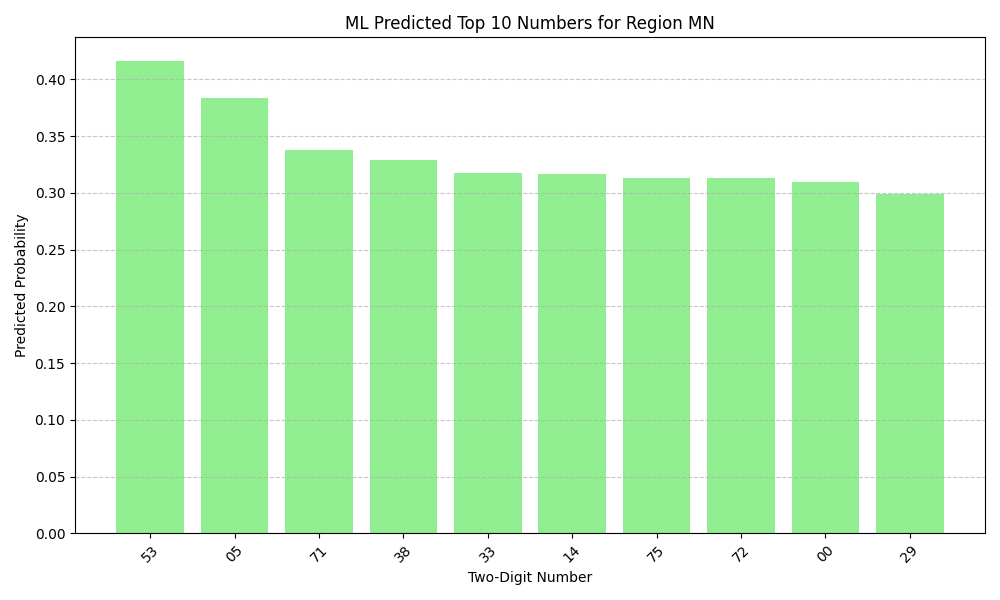 ML Predicted Top 10 Numbers for Region MN
Predicted Probability
0.40
0.35
0.30
0.25
0.20
0.15
0.10
0.05
0.00
53 05 71 38 33 14 75 72 00 29
Two-Digit Number